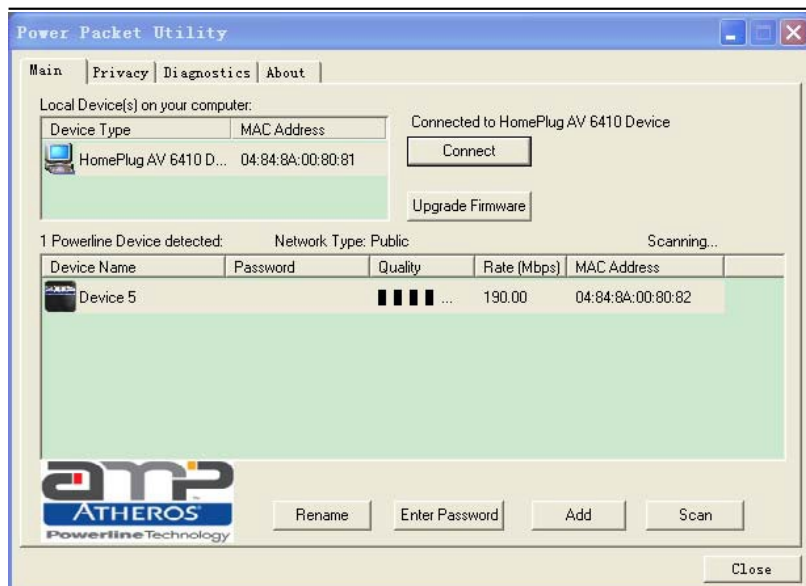 Power Packet Utility
Main Privacy Diagnostics About
Local Device(s) on your computer:
Device Type MAC Address
HomePlug AV 6410 D... 04:84:8A:00:80:81
Connected to HomePlug AV 6410 Device
Connect
Upgrade Firmware
1 Powerline Device detected: Network Type: Public Scanning...
Device Name Password Quality Rate (Mbps) MAC Address
Device 5 ... 190.00 04:84:8A:00:80:82
amp
ATHEROS
Powerline Technology
Rename Enter Password Add Scan
Close